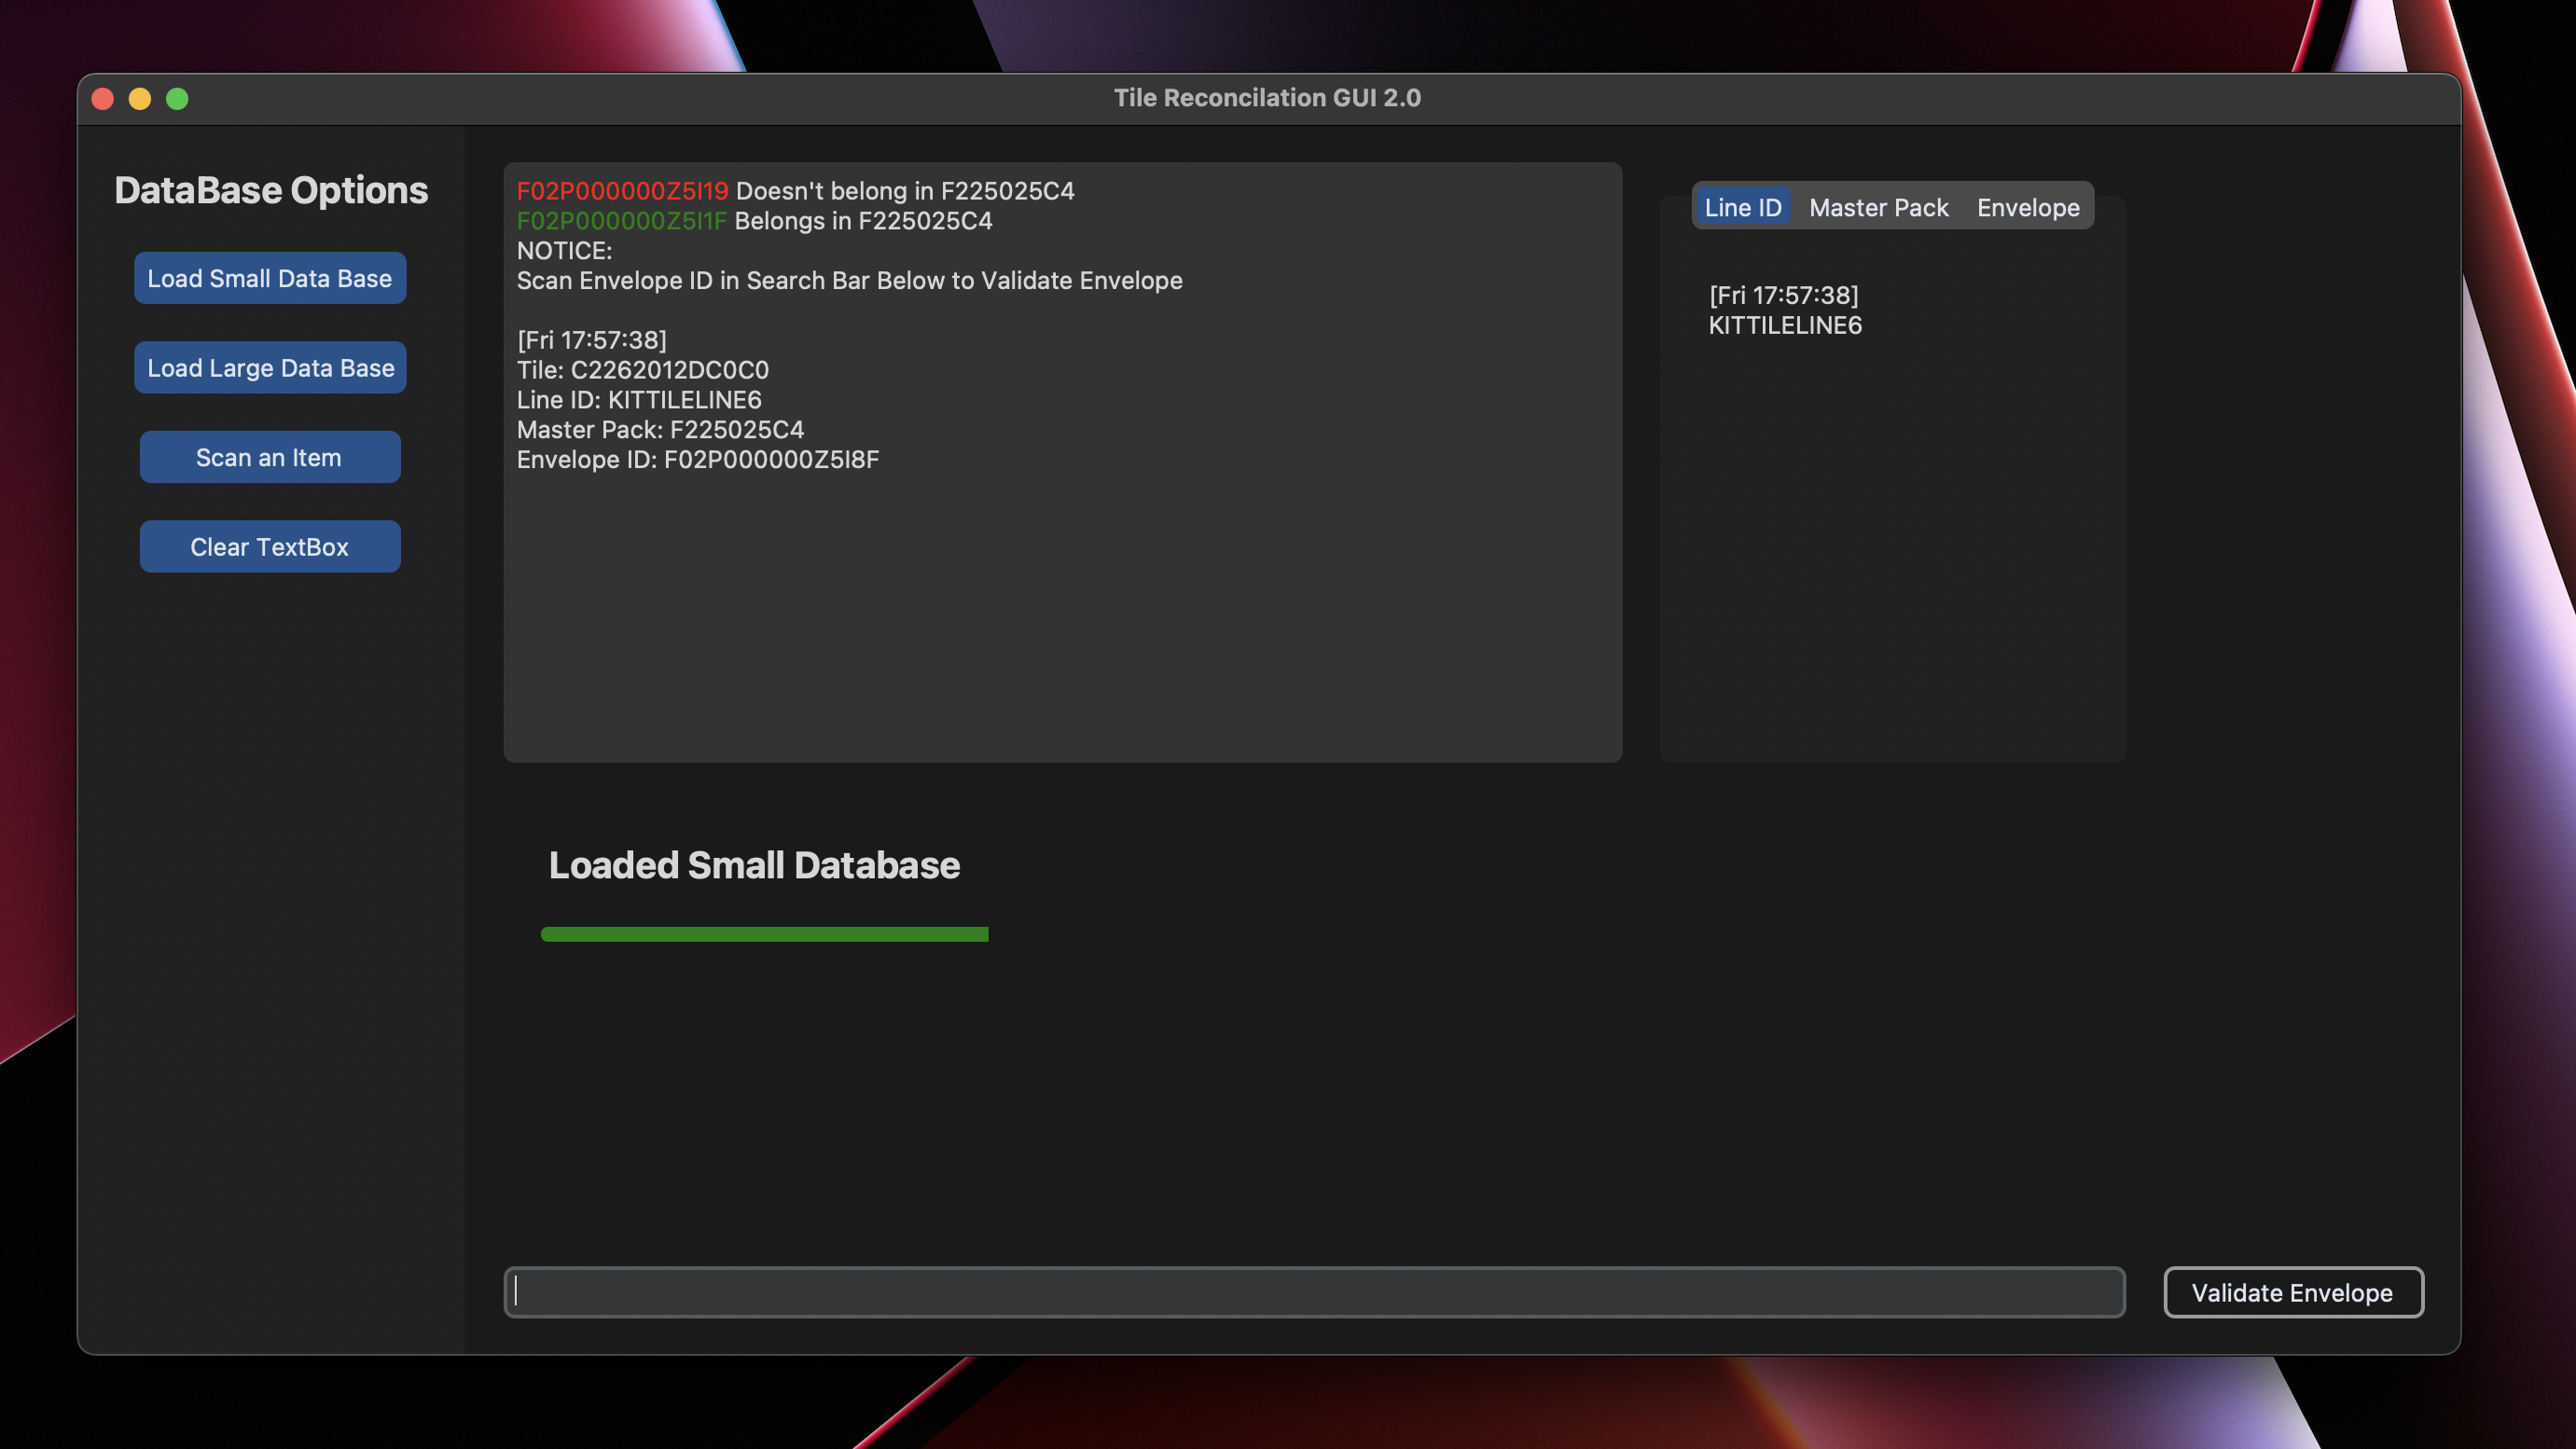 Tile Reconcilation GUI 2.0
DataBase Options
Load Small Data Base
Load Large Data Base
Scan an Item
Clear TextBox
F02P000000Z5I19 Doesn't belong in F225025C4
F02P000000Z5I1F Belongs in F225025C4
NOTICE:
Scan Envelope ID in Search Bar Below to Validate Envelope
[Fri 17:57:38]
Tile: C2262012DC0C0
Line ID: KITTILELINE6
Master Pack: F225025C4
Envelope ID: F02P000000Z5I8F
Line ID Master Pack Envelope
[Fri 17:57:38]
KITTILELINE6
Loaded Small Database
Validate Envelope